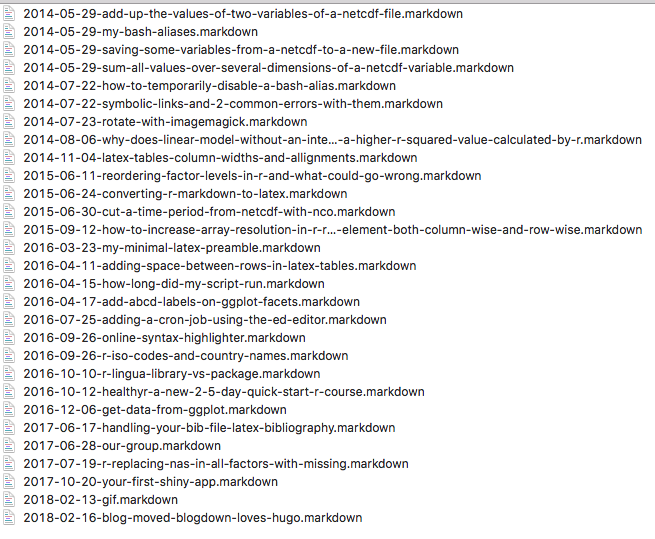 2014-05-29-add-up-the-values-of-two-variables-of-a-netcdf-file.markdown
2014-05-29-my-bash-aliases.markdown
2014-05-29-saving-some-variables-from-a-netcdf-to-a-new-file.markdown
2014-05-29-sum-all-values-over-several-dimensions-of-a-netcdf-variable.markdown
2014-07-22-how-to-temporarily-disable-a-bash-alias.markdown
2014-07-22-symbolic-links-and-2-common-errors-with-them.markdown
2014-07-23-rotate-with-imagemagick.markdown
2014-08-06-why-does-linear-model-without-an-inte...-a-higher-r-squared-value-calculated-by-r.markdown
2014-11-04-latex-tables-column-widths-and-allignments.markdown
2015-06-11-reordering-factor-levels-in-r-and-what-could-go-wrong.markdown
2015-06-24-converting-r-markdown-to-latex.markdown
2015-06-30-cut-a-time-period-from-netcdf-with-nco.markdown
2015-09-12-how-to-increase-array-resolution-in-r-r...-element-both-column-wise-and-row-wise.markdown
2016-03-23-my-minimal-latex-preamble.markdown
2016-04-11-adding-space-between-rows-in-latex-tables.markdown
2016-04-15-how-long-did-my-script-run.markdown
2016-04-17-add-abcd-labels-on-ggplot-facets.markdown
2016-07-25-adding-a-cron-job-using-the-ed-editor.markdown
2016-09-26-online-syntax-highlighter.markdown
2016-09-26-r-iso-codes-and-country-names.markdown
2016-10-10-r-lingua-library-vs-package.markdown
2016-10-12-healthyr-a-new-2-5-day-quick-start-r-course.markdown
2016-12-06-get-data-from-ggplot.markdown
2017-06-17-handling-your-bib-file-latex-bibliography.markdown
2017-06-28-our-group.markdown
2017-07-19-r-replacing-nas-in-all-factors-with-missing.markdown
2017-10-20-your-first-shiny-app.markdown
2018-02-13-gif.markdown
2018-02-16-blog-moved-blogdown-loves-hugo.markdown